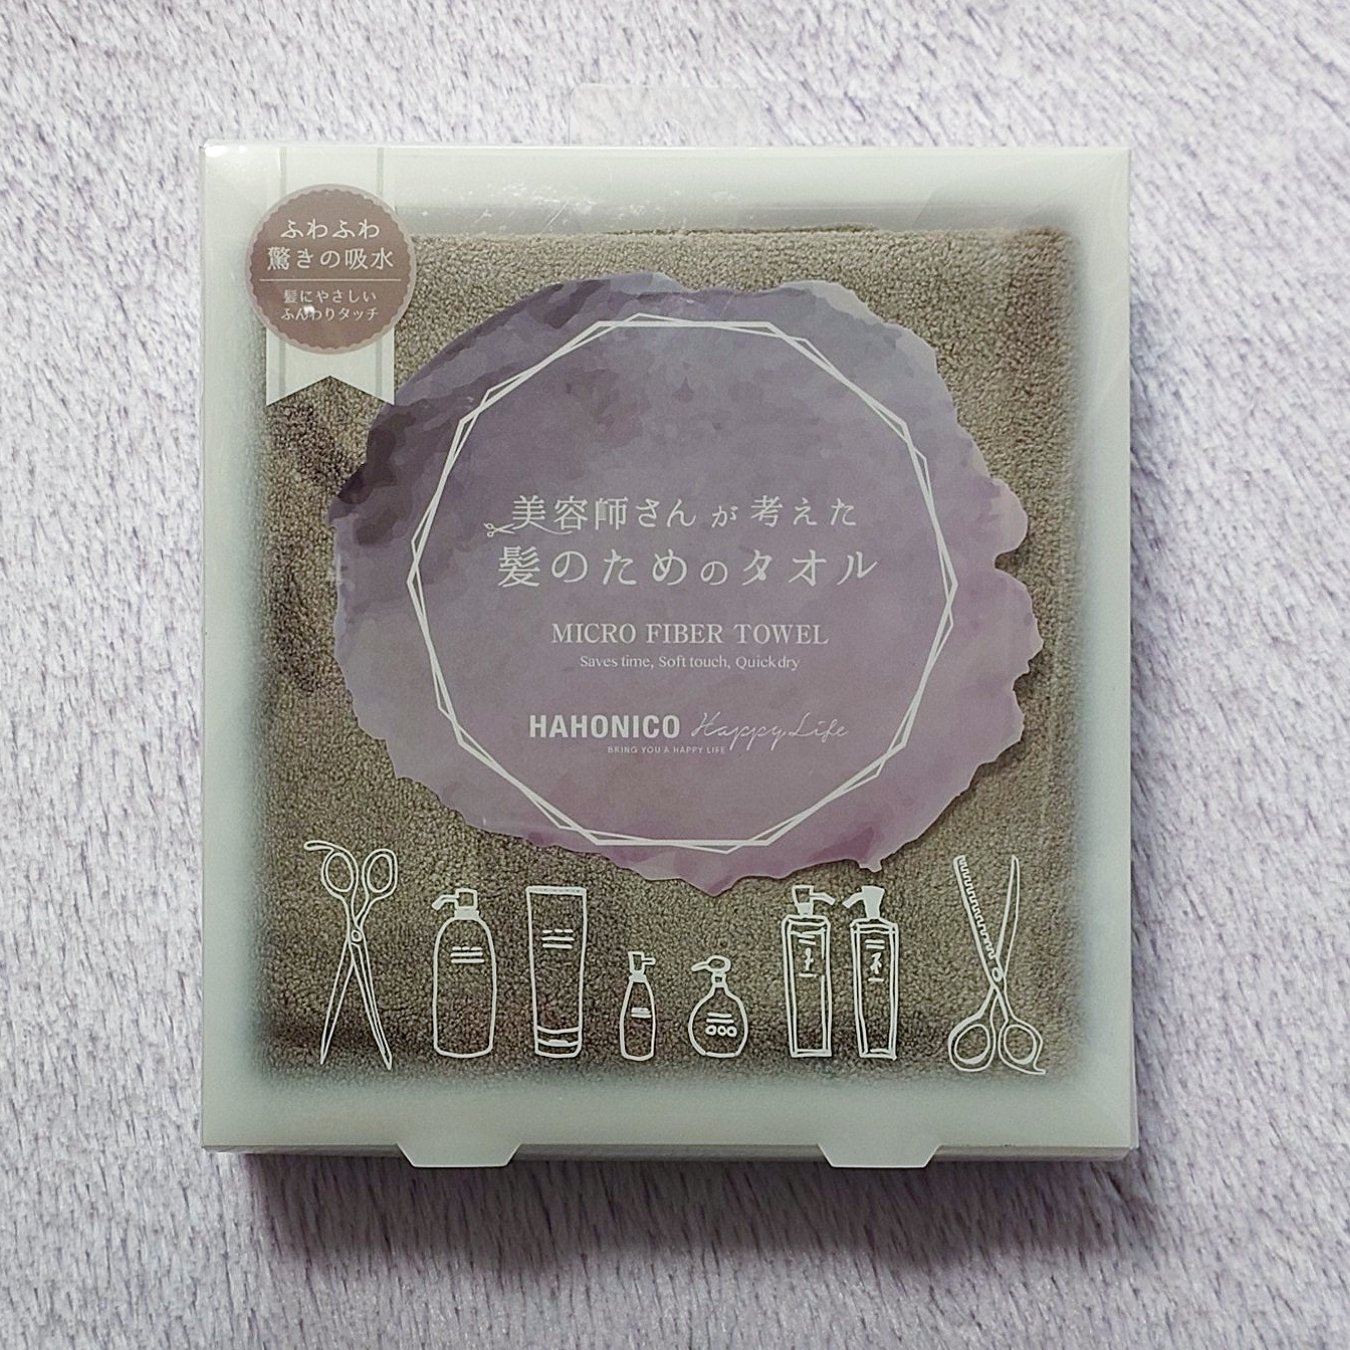 ふわふわ
驚きの吸水
髪にやさしい
ふんわりタッチ
美容師さんが考えた
髪のためのタオル
MICRO FIBER TOWEL
Saves time, Soft touch, Quick dry
HAHONICO Happy Life
BRING YOU A HAPPY LIFE